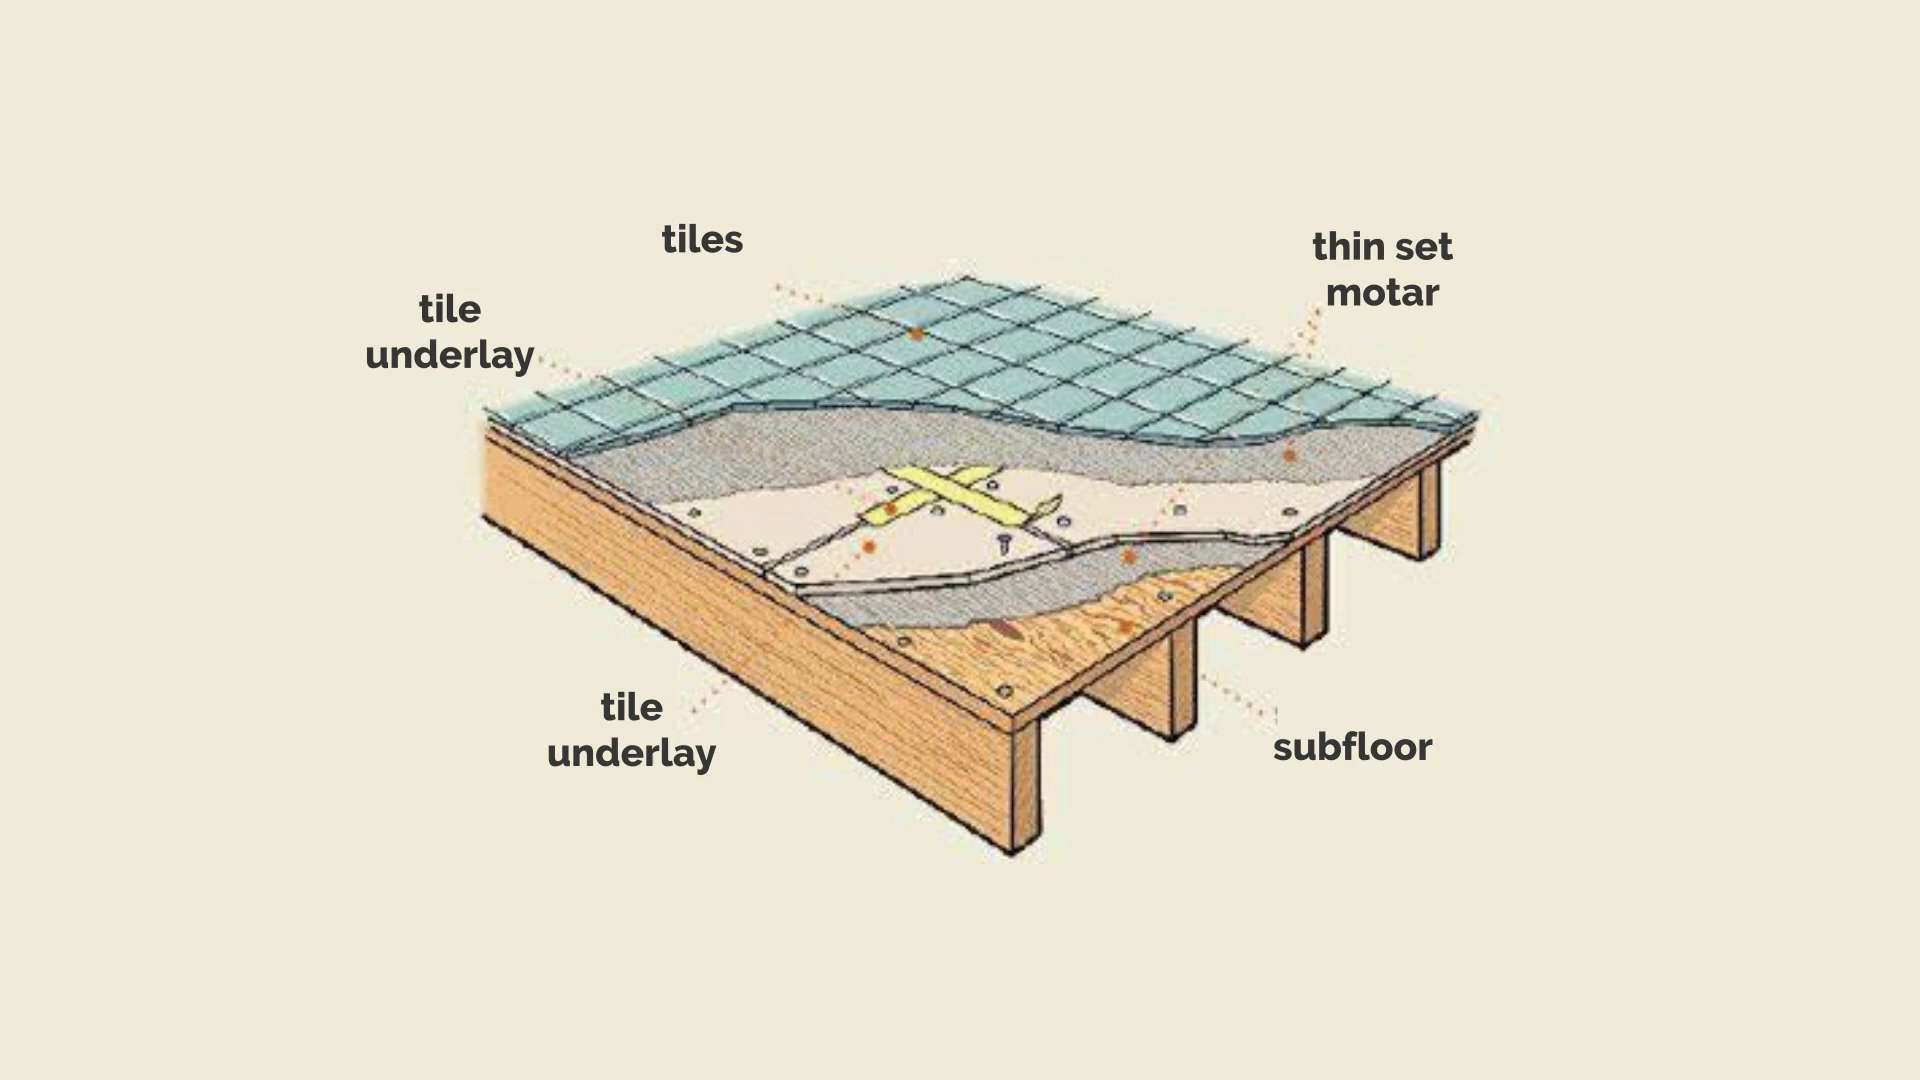 tiles
thin set
motar
tile
underlay
tile
underlay
subfloor